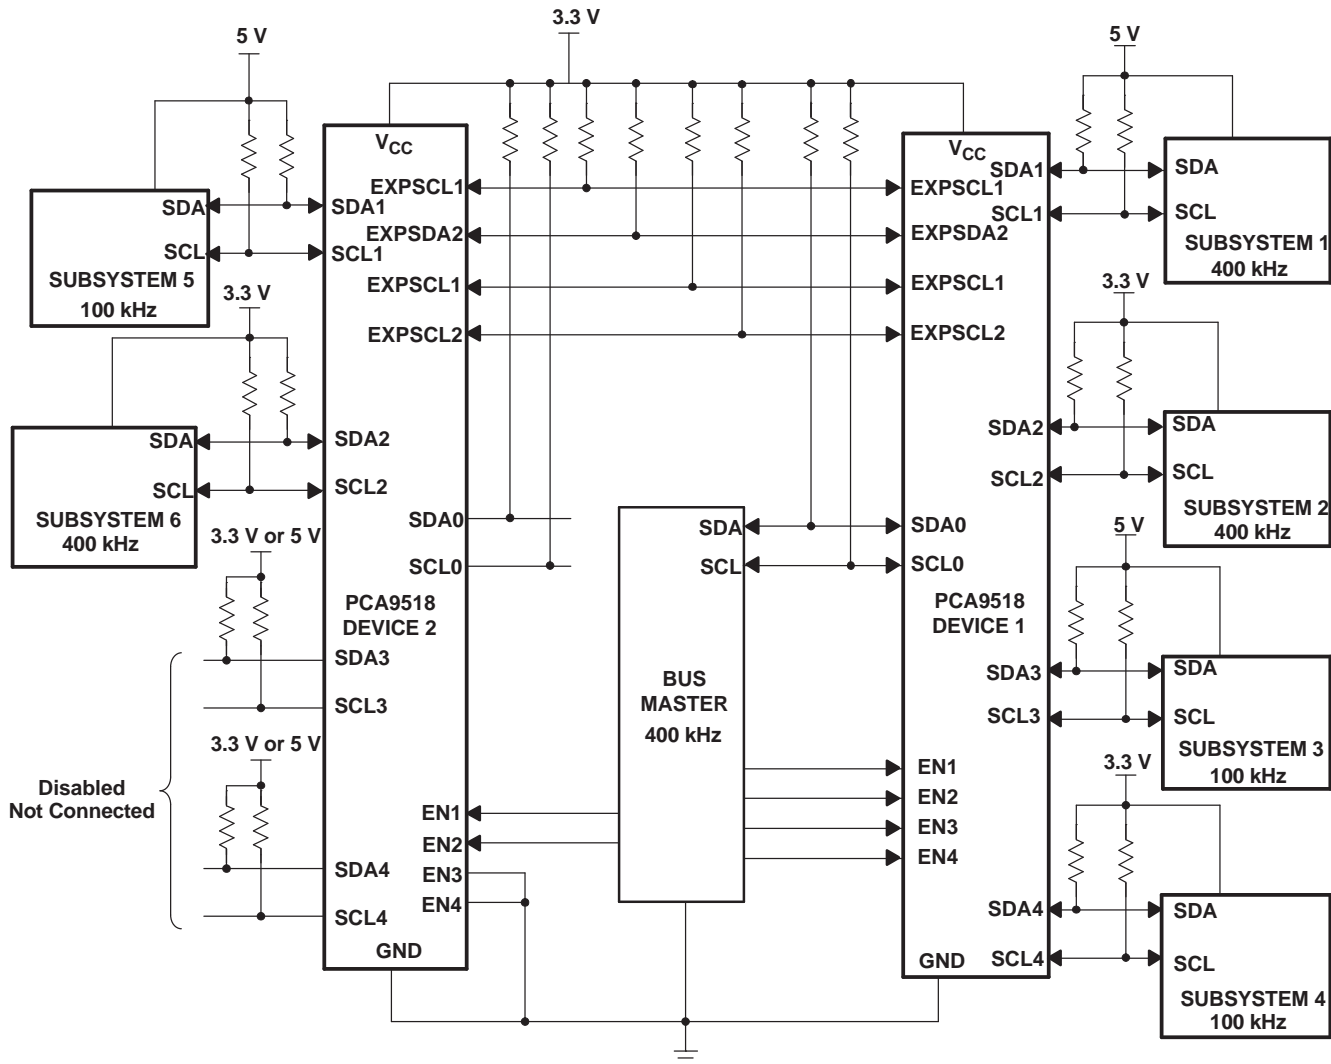 3.3 V
5 V
5 V
VCC
EXPSCL1
EXPSDA2
EXPSCL1
EXPSCL2
SDA1
SCL1
SDA
SCL
SUBSYSTEM 5
100 kHz
3.3 V
SDA
SCL
SUBSYSTEM 6
400 kHz
SDA2
SCL2
SDA0
SCL0
3.3 V or 5 V
PCA9518
DEVICE 2
SDA3
SCL3
3.3 V or 5 V
Disabled
Not Connected
SDA4
SCL4
EN1
EN2
EN3
EN4
GND
SDA
SCL
BUS
MASTER
400 kHz
VCC
SDA1
EXPSCL1
SCL1
EXPSDA2
EXPSCL1
EXPSCL2
SDA2
SCL2
SDA0
SCL0
PCA9518
DEVICE 1
SDA3
SCL3
EN1
EN2
EN3
EN4
SDA4
GND
SCL4
SDA
SCL
SUBSYSTEM 1
400 kHz
3.3 V
SDA
SCL
SUBSYSTEM 2
400 kHz
5 V
SDA
SCL
SUBSYSTEM 3
100 kHz
3.3 V
SDA
SCL
SUBSYSTEM 4
100 kHz